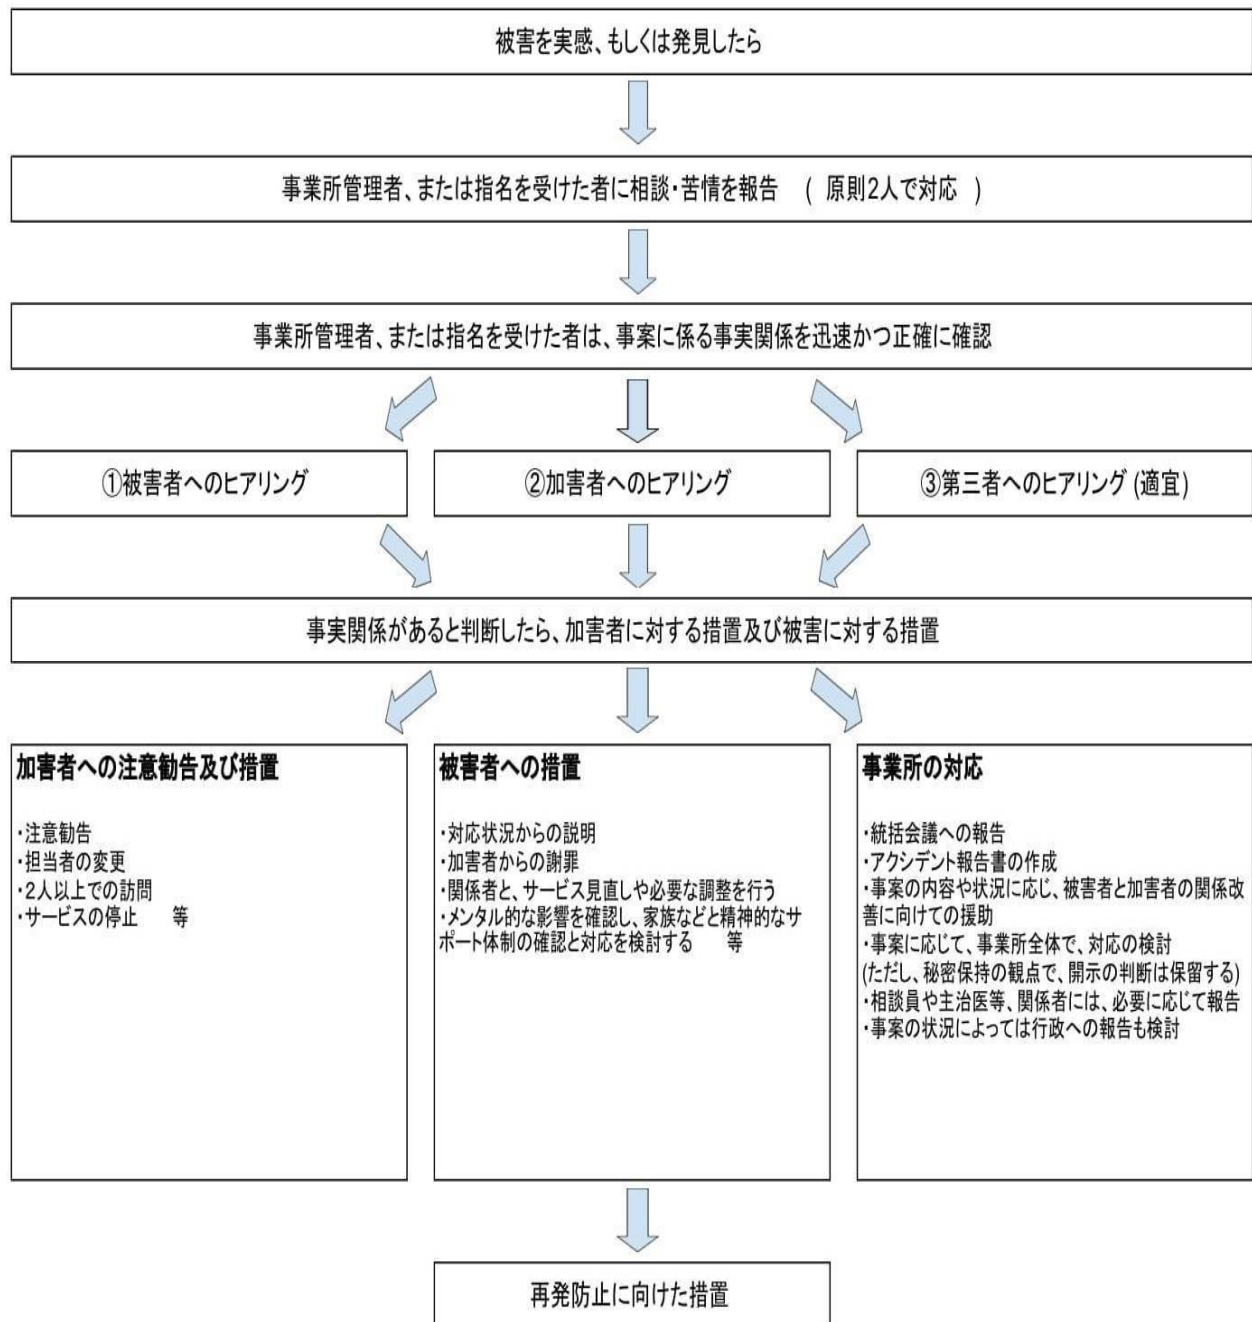 被害を実感、もしくは発見したら
事業所管理者、または指名を受けた者に相談・苦情を報告 ( 原則2人で対応 )
事業所管理者、または指名を受けた者は、事案に係る事実関係を迅速かつ正確に確認
①被害者へのヒアリング
②加害者へのヒアリング
③第三者へのヒアリング (適宜)
事実関係があると判断したら、加害者に対する措置及び被害に対する措置
加害者への注意勧告及び措置
・注意勧告
・担当者の変更
・2人以上での訪問
・サービスの停止 等
被害者への措置
・対応状況からの説明
・加害者からの謝罪
・関係者と、サービス見直しや必要な調整を行う
・メンタル的な影響を確認し、家族などと精神的なサ
ポート体制の確認と対応を検討する 等
事業所の対応
・統括会議への報告
・アクシデント報告書の作成
・事案の内容や状況に応じ、被害者と加害者の関係改
善に向けての援助
・事案に応じて、事業所全体で、対応の検討
(ただし、秘密保持の観点で、開示の判断は保留する)
・相談員や主治医等、関係者には、必要に応じて報告
・事案の状況によっては行政への報告も検討
再発防止に向けた措置